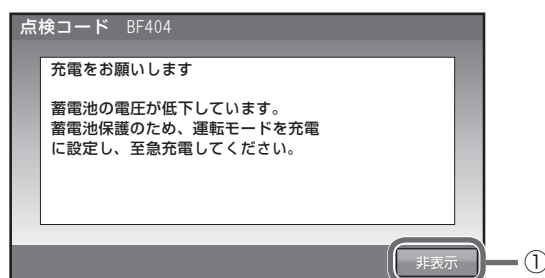 点検コード BF404
充電をお願いします
蓄電池の電圧が低下しています。
蓄電池保護のため、運転モードを充電
に設定し、至急充電してください。
非表示
①